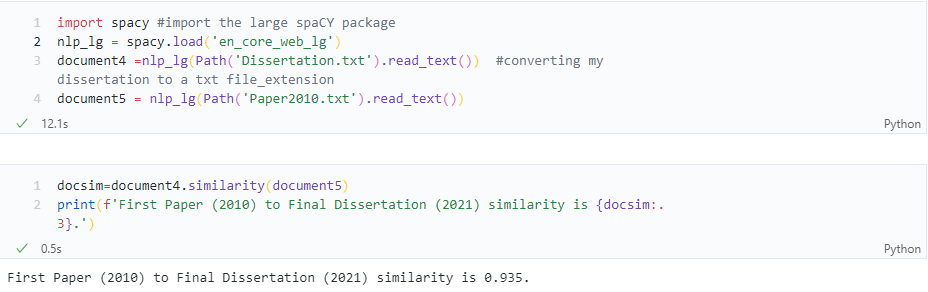 1 import spacy #import the large spaCY package
2 nlp_lg = spacy.load('en_core_web_lg')
3 document4 =nlp_lg(Path('Dissertation.txt').read_text())  #converting my
dissertation to a txt file_extension
4 document5 = nlp_lg(Path('Paper2010.txt').read_text())
✓ 12.1s Python
1 docsim=document4.similarity(document5)
2 print(f'First Paper (2010) to Final Dissertation (2021) similarity is {docsim:.
3}.')
✓ 0.5s Python
First Paper (2010) to Final Dissertation (2021) similarity is 0.935.